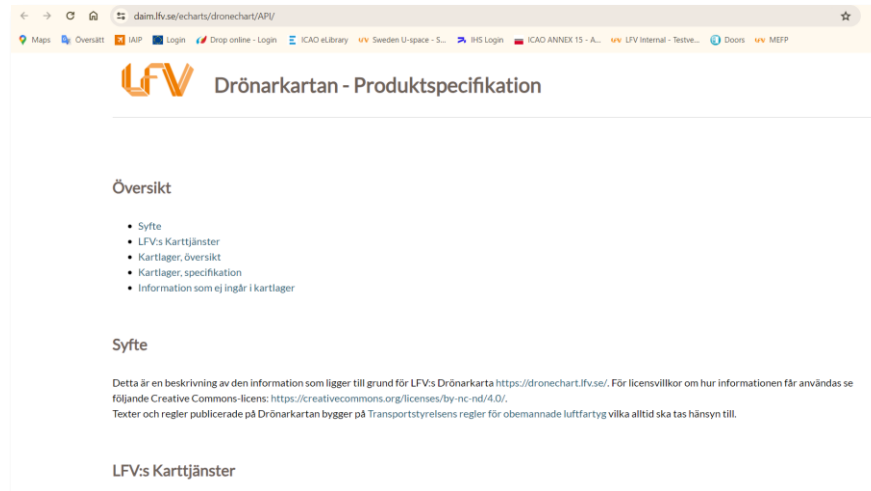 daim.lfv.se/echarts/dronechart/API/
Maps Översätt IAIP Login Drop online - Login ICAO eLibrary Sweden U-space - S... IHS Login ICAO ANNEX 15 - A... LFV Internal - Testve... Doors MEFP
LFV Drönarkartan - Produktspecifikation
Översikt
Syfte
LFV:s Karttjänster
Kartlager, översikt
Kartlager, specifikation
Information som ej ingår i kartlager
Syfte
Detta är en beskrivning av den information som ligger till grund för LFV:s Drönarkarta https://dronechart.lfv.se/. För licensvillkor om hur informationen får användas se
följande Creative Commons-licens: https://creativecommons.org/licenses/by-nc-nd/4.0/.
Texter och regler publicerade på Drönarkartan bygger på Transportstyrelsens regler för obemannade luftfartyg vilka alltid ska tas hänsyn till.
LFV:s Karttjänster